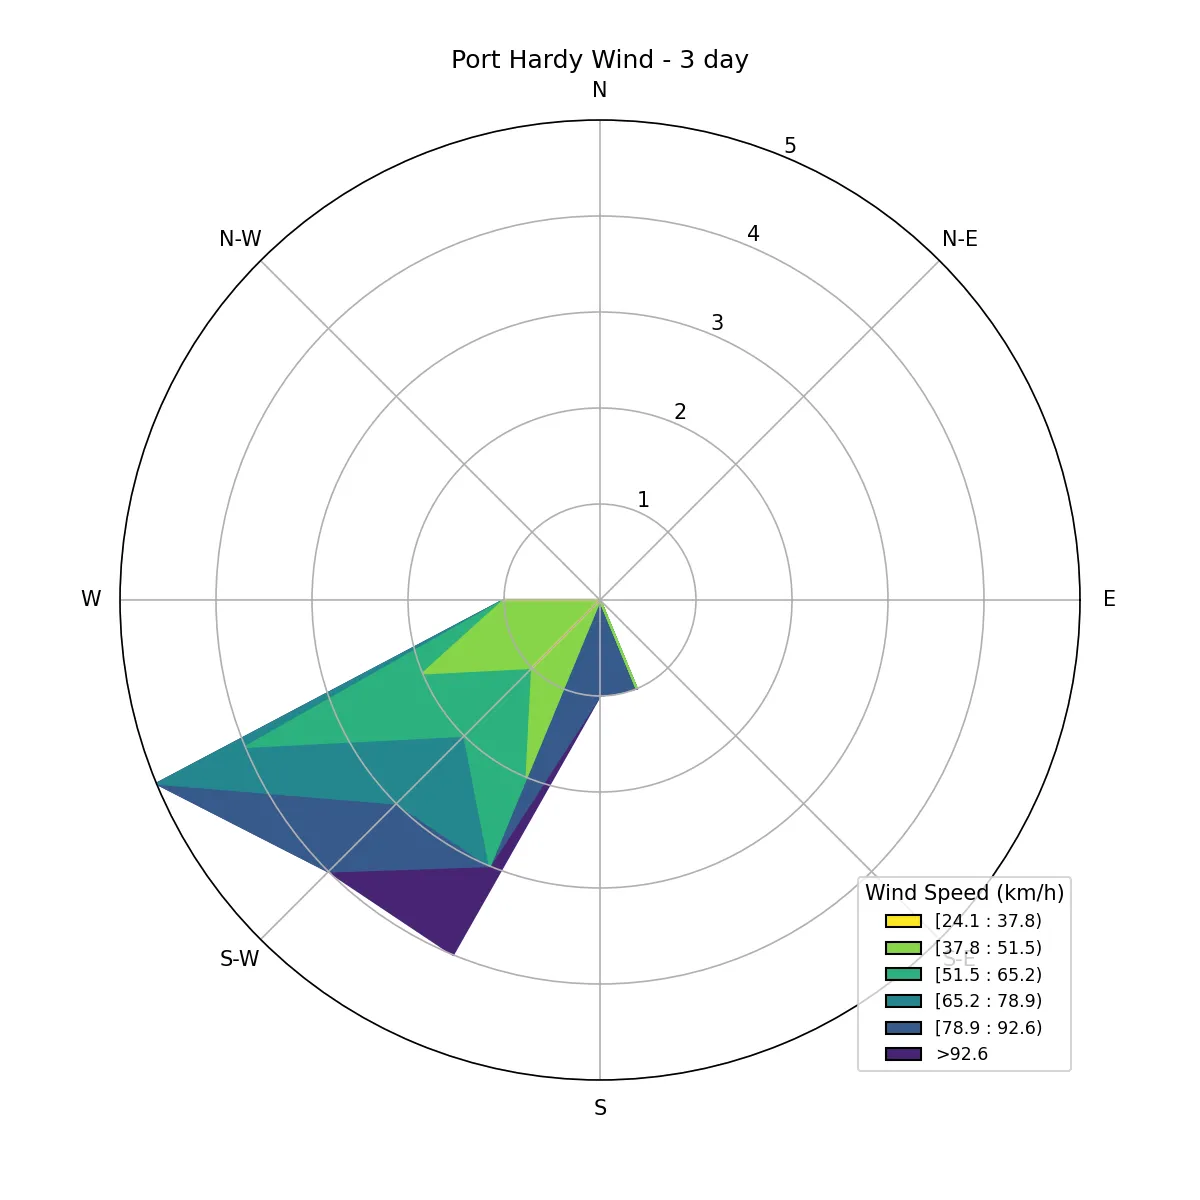 Port Hardy Wind - 3 day
N
5
N-W
N-E
4
3
2
1
W
E
Wind Speed (km/h)
[24.1 : 37.8)
[37.8 : 51.5)
S-W
S-E
[51.5 : 65.2)
[65.2 : 78.9)
[78.9 : 92.6)
>92.6
S